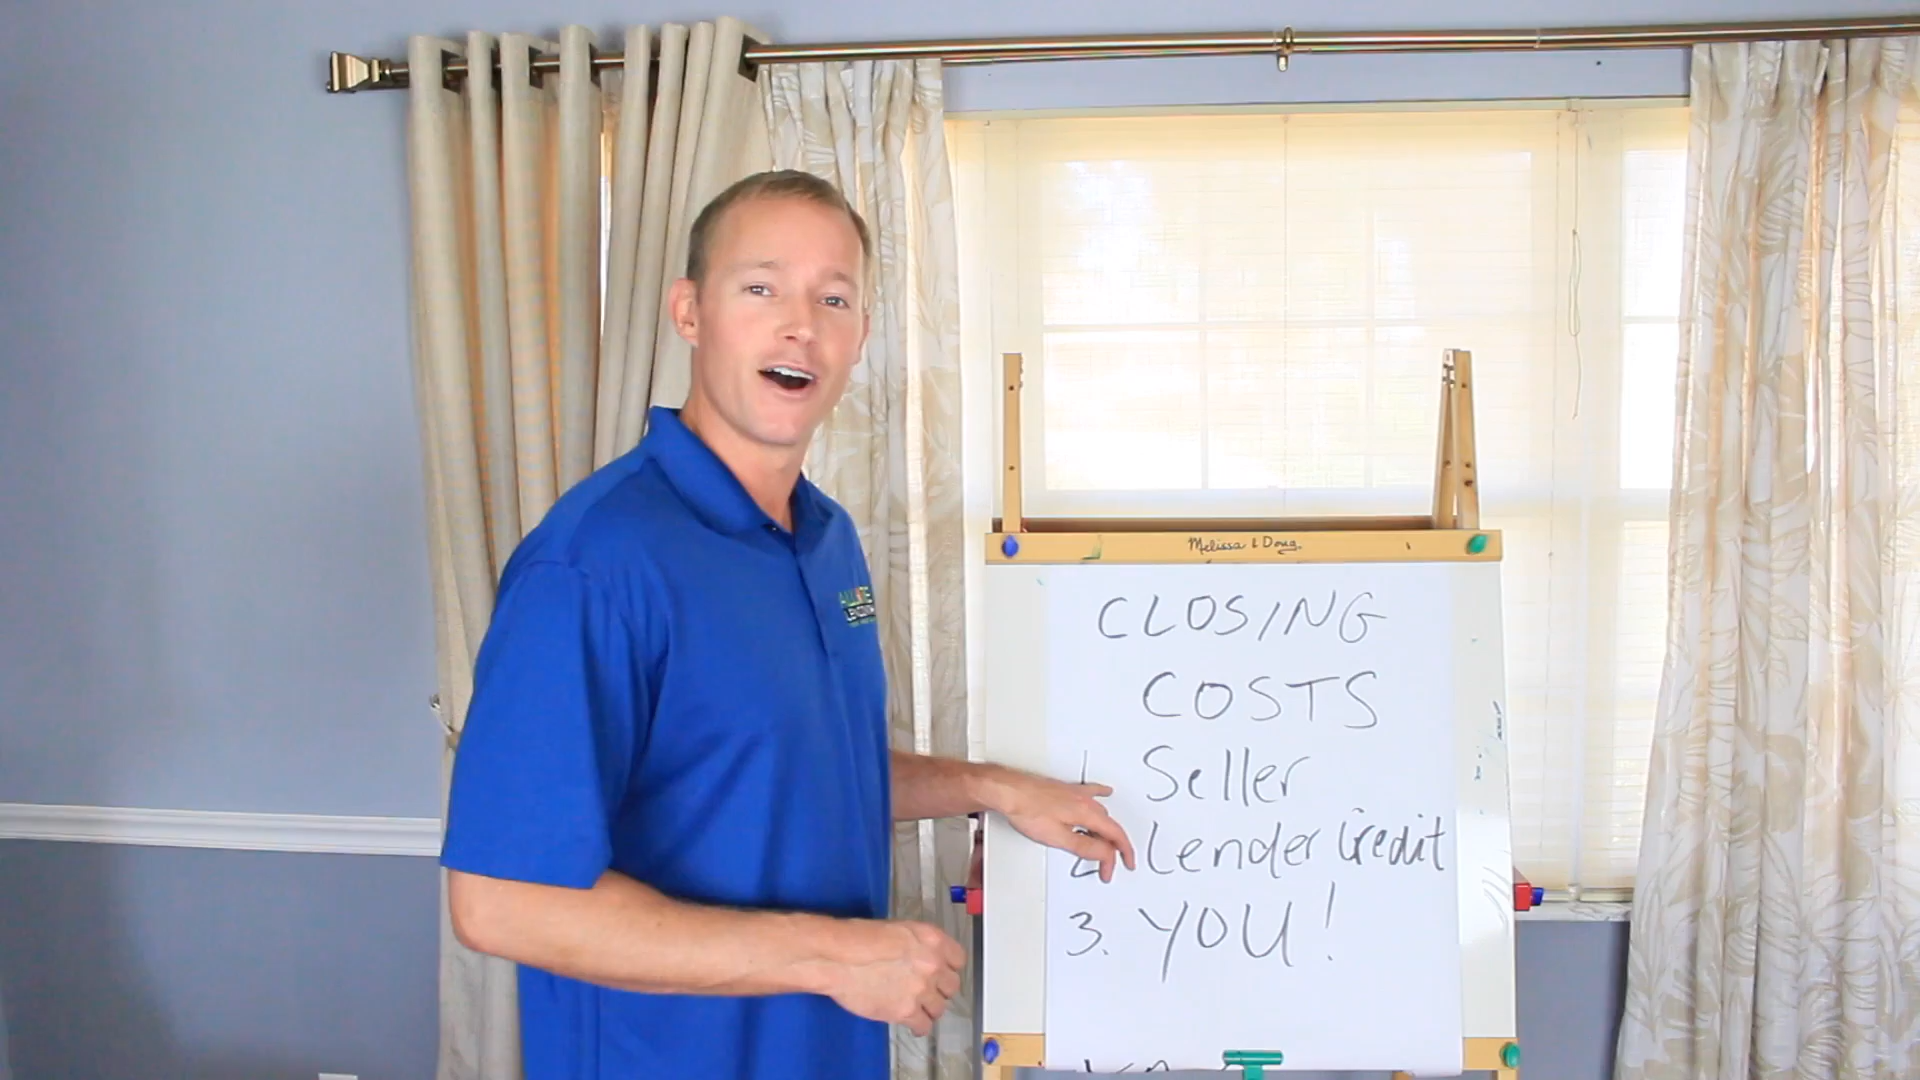 Melissa & Doug
CLOSING
COSTS
1. Seller
2. Lender Credit
3. YOU!